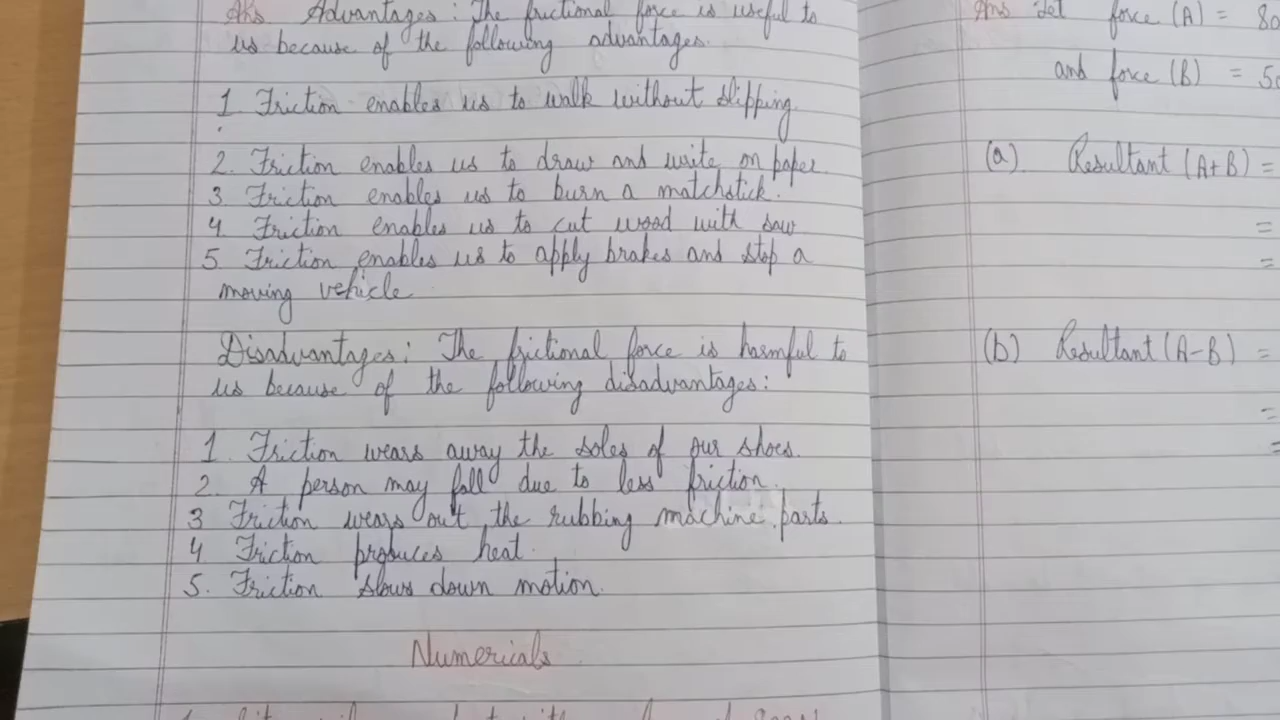 Ans Advantages: The frictional force is useful to
us because of the following advantages.
1. Friction enables us to walk without slipping.
2. Friction enables us to draw and write on paper.
3 Friction enables us to burn a matchstick.
4 Friction enables us to cut wood with saw
5. Friction enables us to apply brakes and stop a
moving vehicle
Disadvantages: The frictional force is harmful to
us because of the following disadvantages:
1. Friction wears away the soles of our shoes.
2. A person may fall due to less friction.
3 Friction wears out the rubbing machine parts.
4 Friction produces heat.
5. Friction slows down motion.
Numericals
Ans Let force (A) = 80
and force (B) = 50
(a) Resultant (A+B) =
=
=
(b) Resultant (A-B) =
=
=